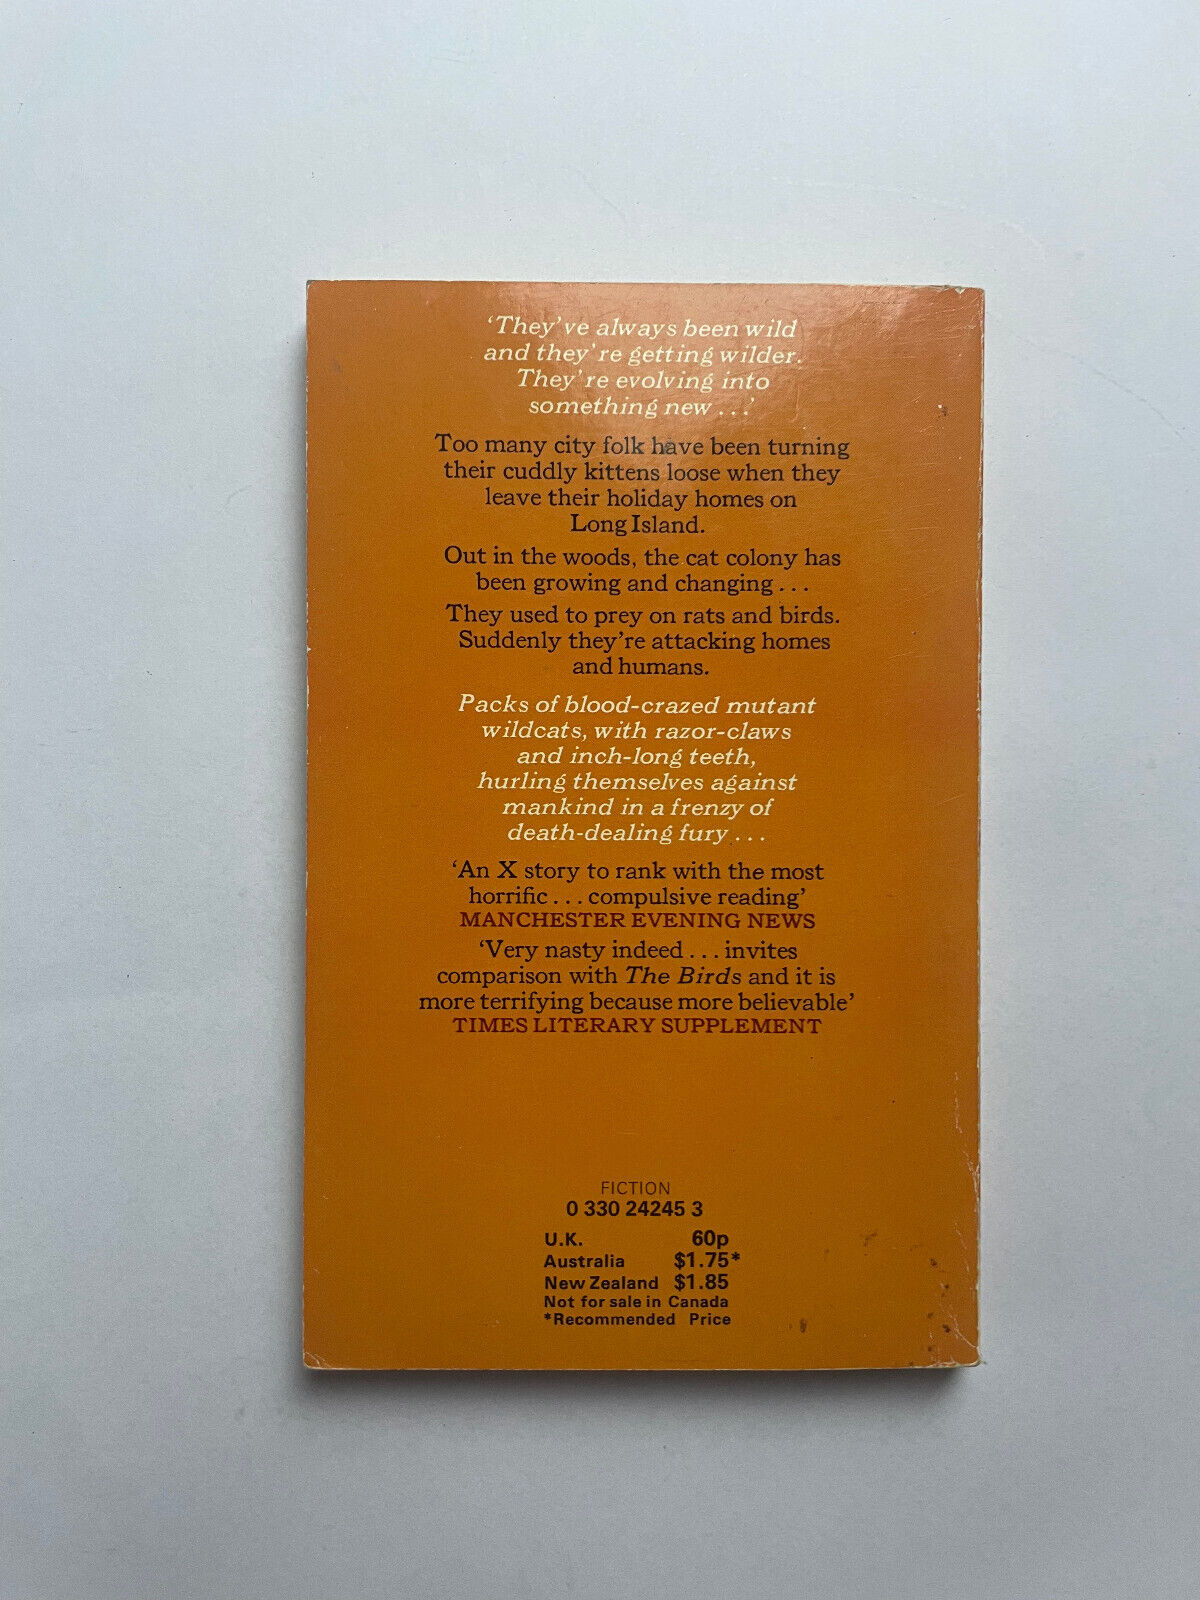 ‘They’ve always been wild
and they’re getting wilder.
They’re evolving into
something new . . .’
Too many city folk have been turning
their cuddly kittens loose when they
leave their holiday homes on
Long Island.
Out in the woods, the cat colony has
been growing and changing . . .
They used to prey on rats and birds.
Suddenly they’re attacking homes
and humans.
Packs of blood-crazed mutant
wildcats, with razor-claws
and inch-long teeth,
hurling themselves against
mankind in a frenzy of
death-dealing fury . . .
‘An X story to rank with the most
horrific . . . compulsive reading’
MANCHESTER EVENING NEWS
‘Very nasty indeed . . . invites
comparison with The Birds and it is
more terrifying because more believable’
TIMES LITERARY SUPPLEMENT
FICTION
0 330 24245 3
U.K. 60p
Australia $1.75*
New Zealand $1.85
Not for sale in Canada
*Recommended Price